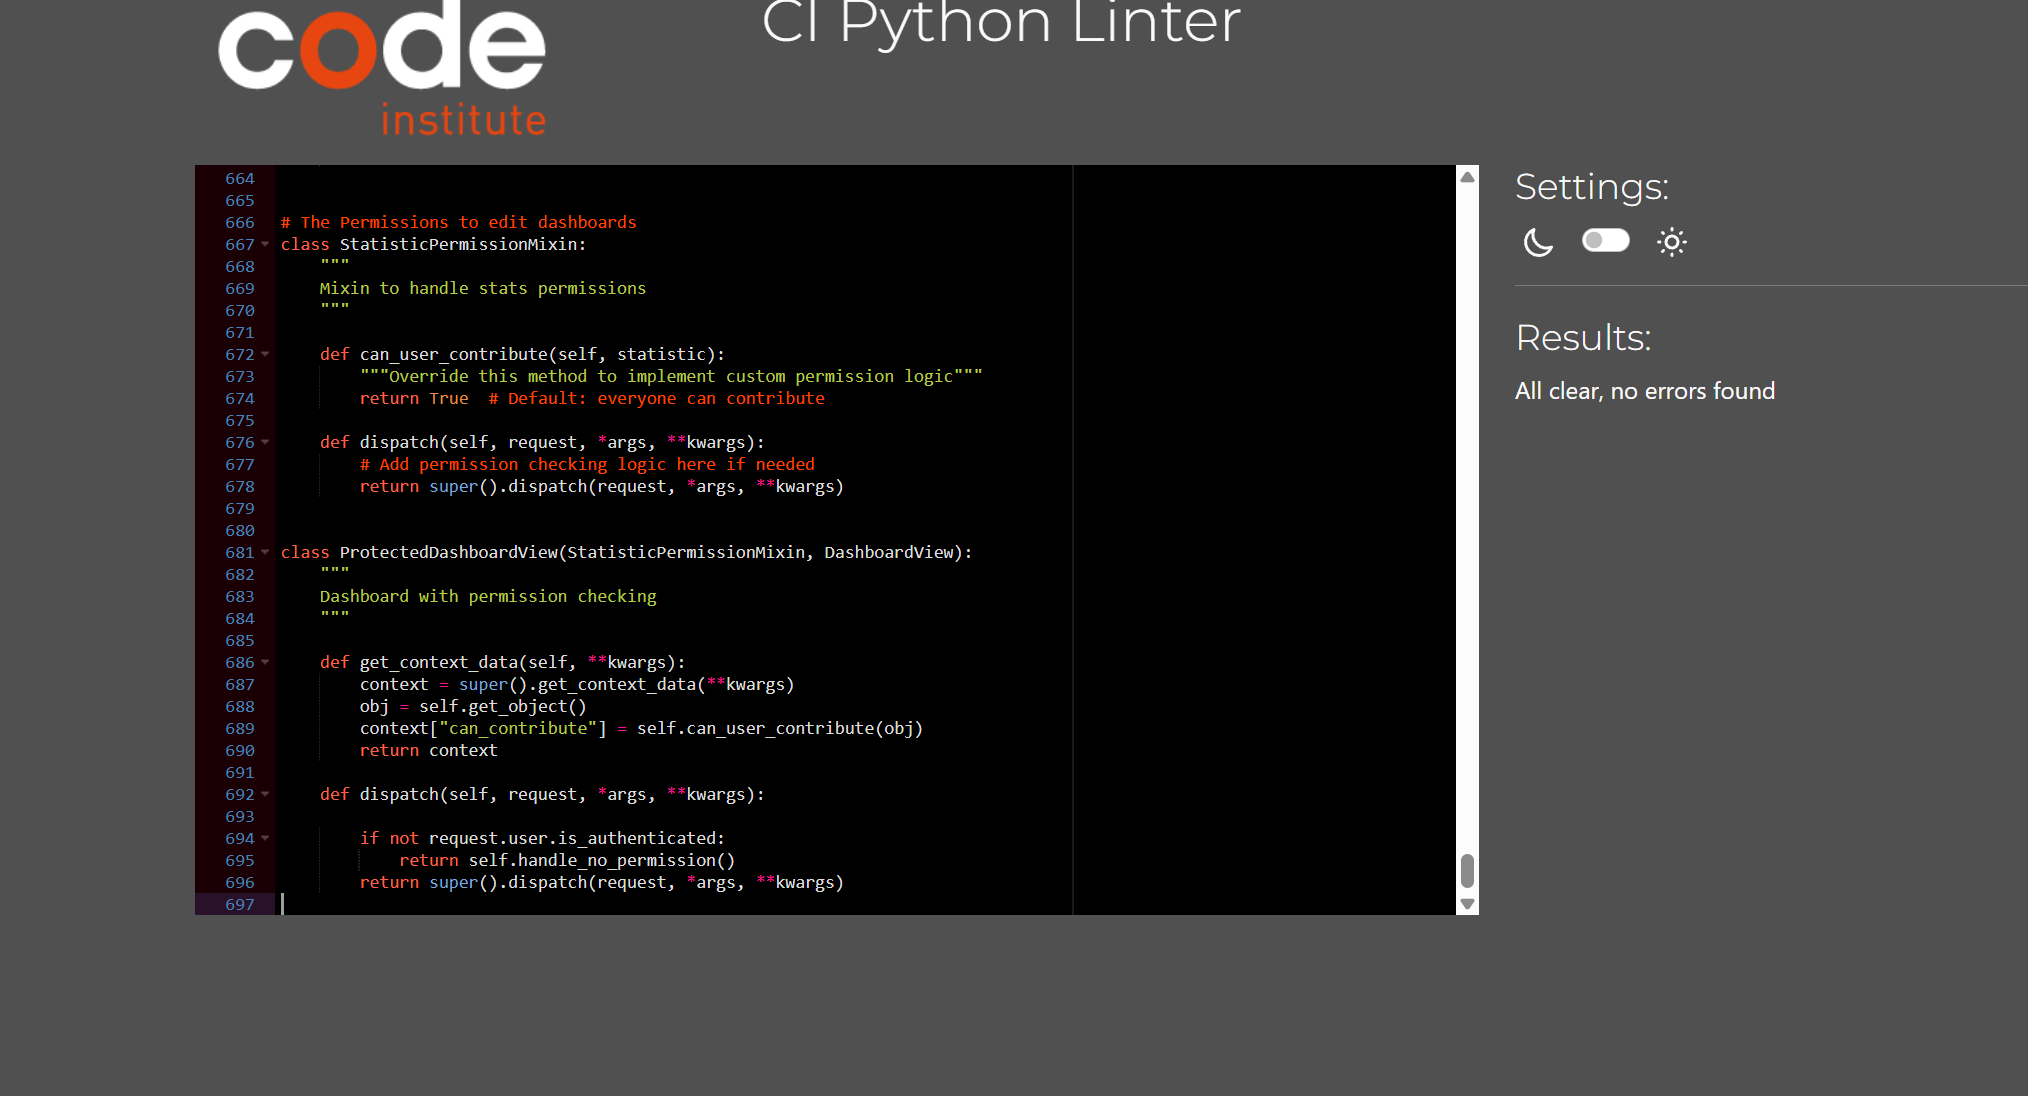 code
institute
CI Python Linter
664
665
666 # The Permissions to edit dashboards
667 class StatisticPermissionMixin:
668     """
669     Mixin to handle stats permissions
670     """
671
672     def can_user_contribute(self, statistic):
673         """Override this method to implement custom permission logic"""
674         return True  # Default: everyone can contribute
675
676     def dispatch(self, request, *args, **kwargs):
677         # Add permission checking logic here if needed
678         return super().dispatch(request, *args, **kwargs)
679
680
681 class ProtectedDashboardView(StatisticPermissionMixin, DashboardView):
682     """
683     Dashboard with permission checking
684     """
685
686     def get_context_data(self, **kwargs):
687         context = super().get_context_data(**kwargs)
688         obj = self.get_object()
689         context["can_contribute"] = self.can_user_contribute(obj)
690         return context
691
692     def dispatch(self, request, *args, **kwargs):
693
694         if not request.user.is_authenticated:
695             return self.handle_no_permission()
696         return super().dispatch(request, *args, **kwargs)
697
Settings:
Results:
All clear, no errors found